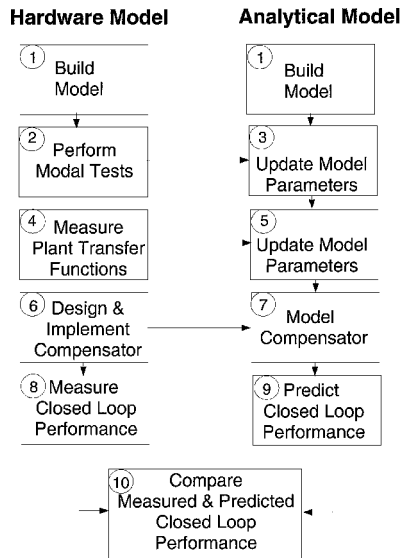 Hardware Model
Analytical Model
1
Build
Model
1
Build
Model
2
Perform
Modal Tests
3
Update Model
Parameters
4
Measure
Plant Transfer
Functions
5
Update Model
Parameters
6
Design &
Implement
Compensator
7
Model
Compensator
8
Measure
Closed Loop
Performance
9
Predict
Closed Loop
Performance
10
Compare
Measured & Predicted
Closed Loop
Performance